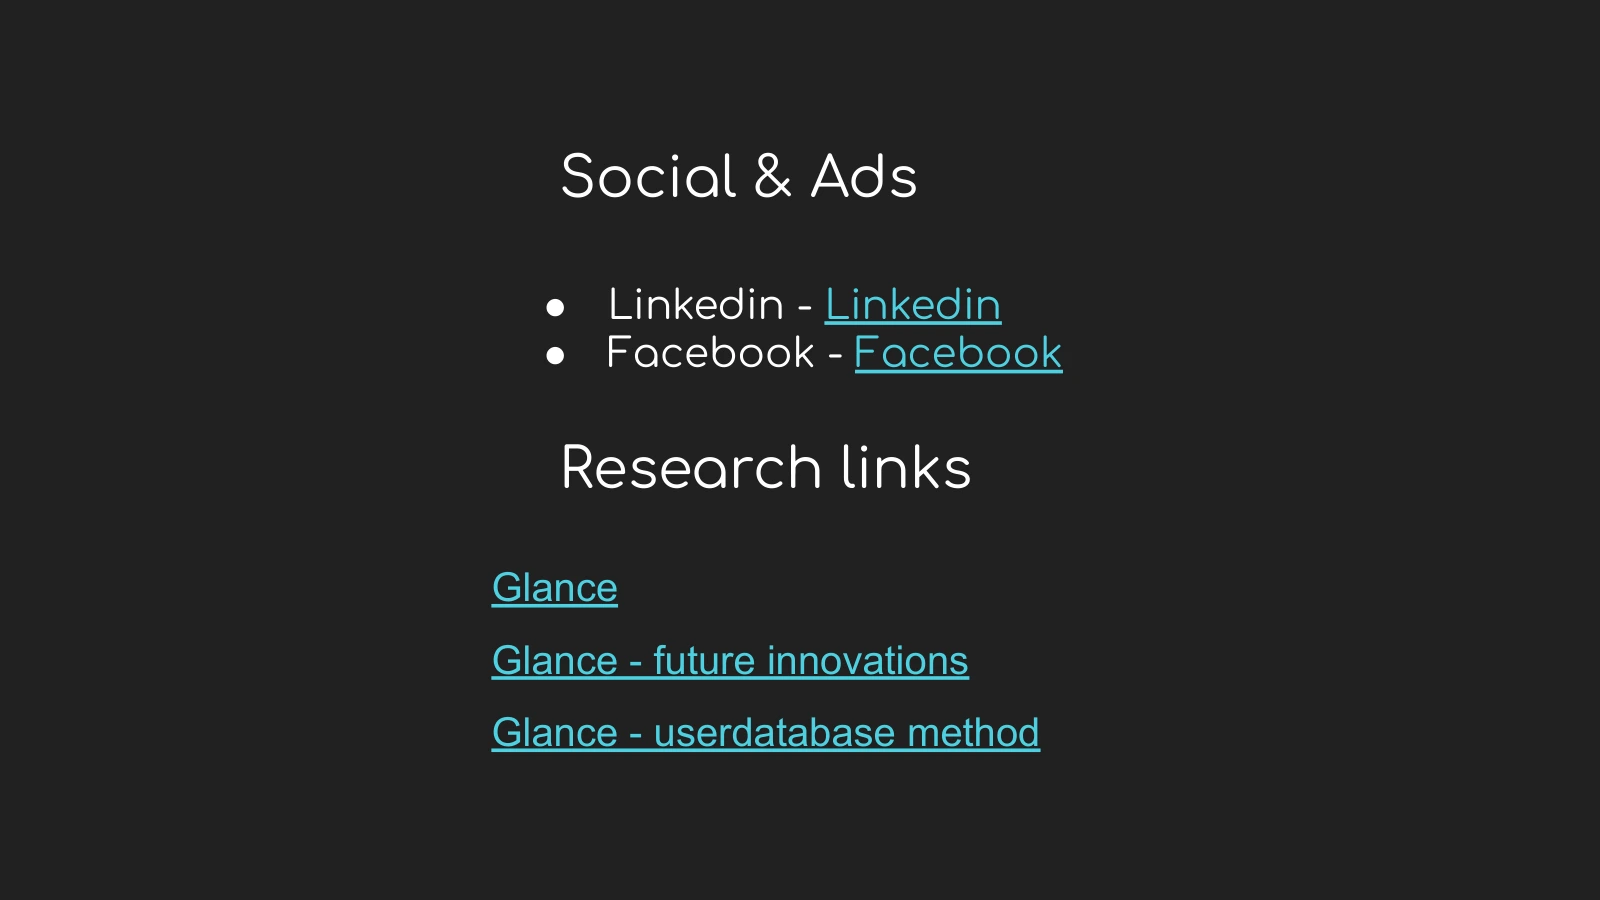 Social & Ads
● Linkedin - Linkedin
● Facebook - Facebook
Research links
Glance
Glance - future innovations
Glance - userdatabase method